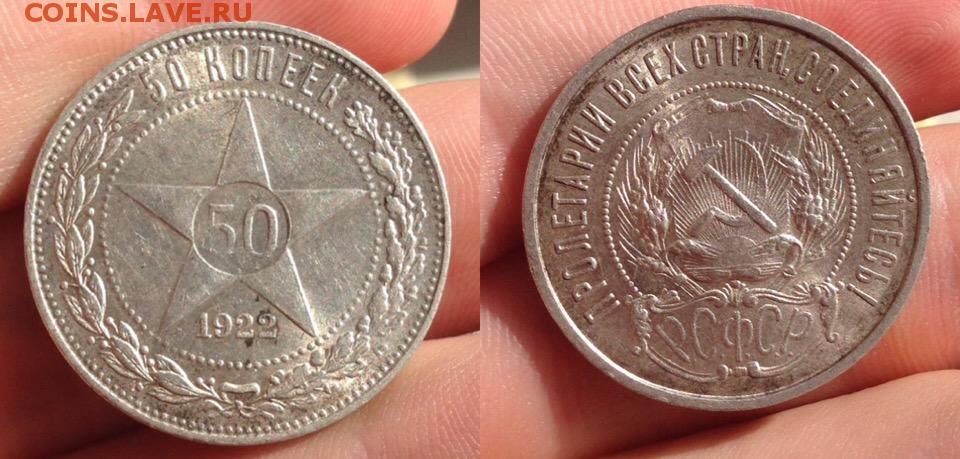 COINS.LAVE.RU
50 КОПЕЕК
50
1922
ПРОЛЕТАРИИ ВСЕХ СТРАН, СОЕДИНЯЙТЕСЬ!
РСФСР